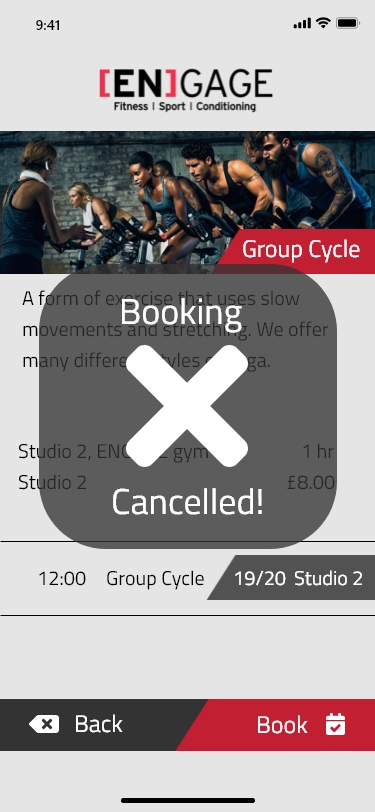 9:41
[EN]GAGE
Fitness | Sport | Conditioning
Group Cycle
A form of exercise that uses slow
movements and stretching. We offer
many different styles of yoga.
Booking
Cancelled!
Studio 2, ENGAGE gym 1 hr
Studio 2 £8.00
12:00 Group Cycle 19/20 Studio 2
Back Book